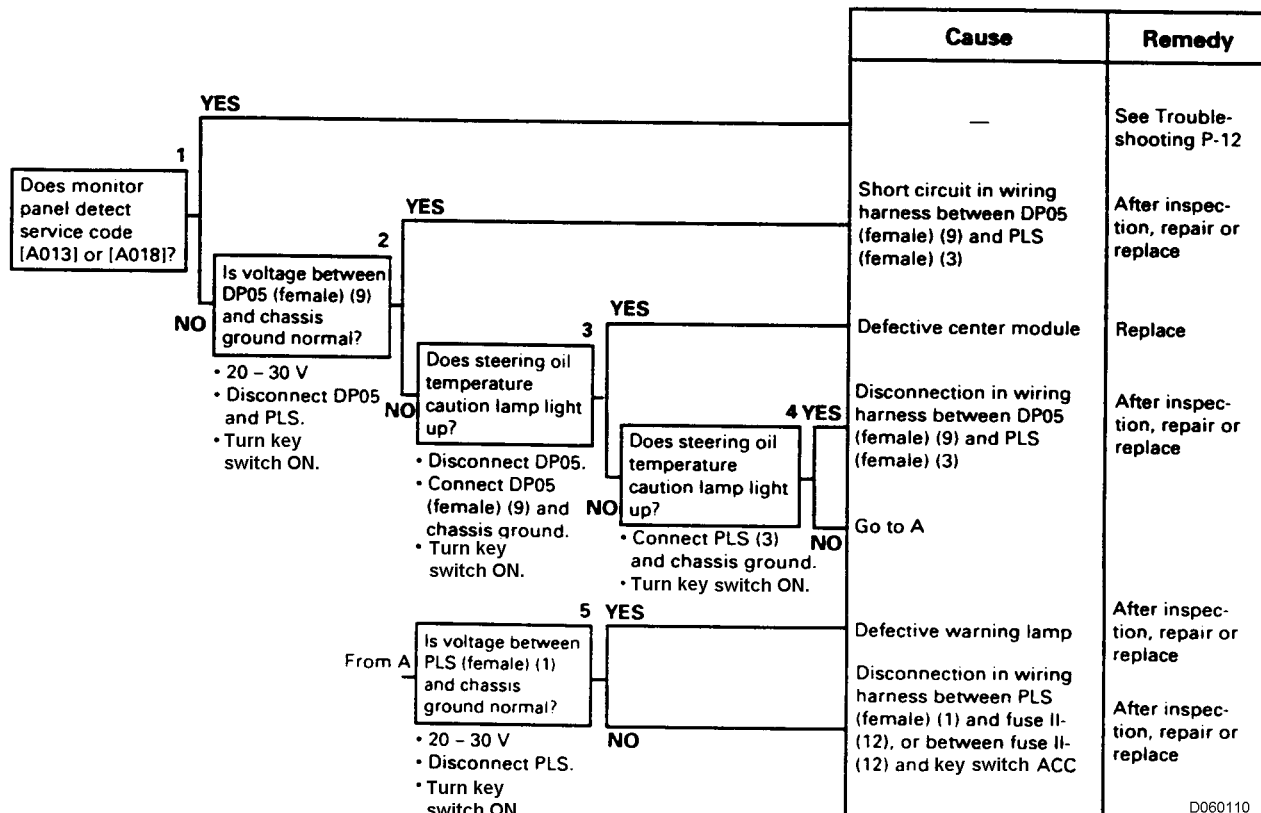 Cause
Remedy
YES
—
See Trouble-
shooting P-12
1
Does monitor
panel detect
service code
[A013] or [A018]?
NO
YES
Short circuit in wiring
harness between DP05
(female) (9) and PLS
(female) (3)
After inspec-
tion, repair or
replace
2
Is voltage between
DP05 (female) (9)
and chassis
ground normal?
• 20 – 30 V
• Disconnect DP05
and PLS.
• Turn key
switch ON.
NO
YES
Defective center module
Replace
3
Does steering oil
temperature
caution lamp light
up?
• Disconnect DP05.
• Connect DP05
(female) (9) and
chassis ground.
• Turn key
switch ON.
NO
4 YES
Disconnection in wiring
harness between DP05
(female) (9) and PLS
(female) (3)
After inspec-
tion, repair or
replace
Does steering oil
temperature
caution lamp light
up?
• Connect PLS (3)
and chassis ground.
• Turn key switch ON.
NO
Go to A
5 YES
Defective warning lamp
After inspec-
tion, repair or
replace
From A
Is voltage between
PLS (female) (1)
and chassis
ground normal?
• 20 – 30 V
• Disconnect PLS.
• Turn key
switch ON
NO
Disconnection in wiring
harness between PLS
(female) (1) and fuse II-
(12), or between fuse II-
(12) and key switch ACC
After inspec-
tion, repair or
replace
D060110